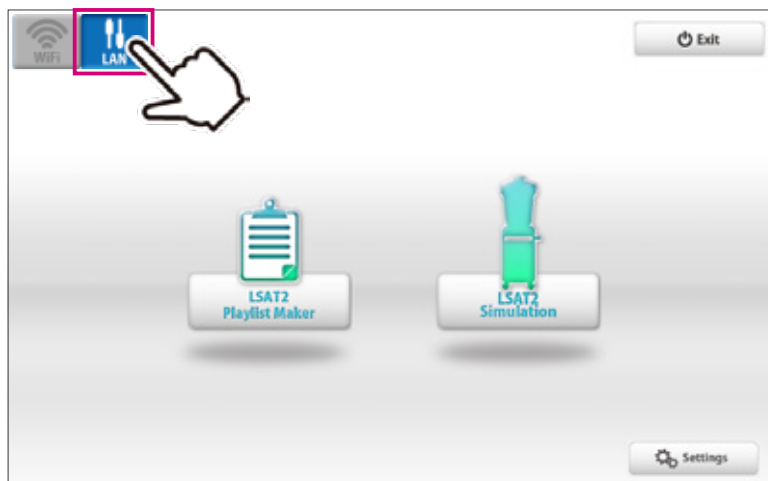 WiFi
LAN
Exit
LSAT2
Playlist Maker
LSAT2
Simulation
Settings